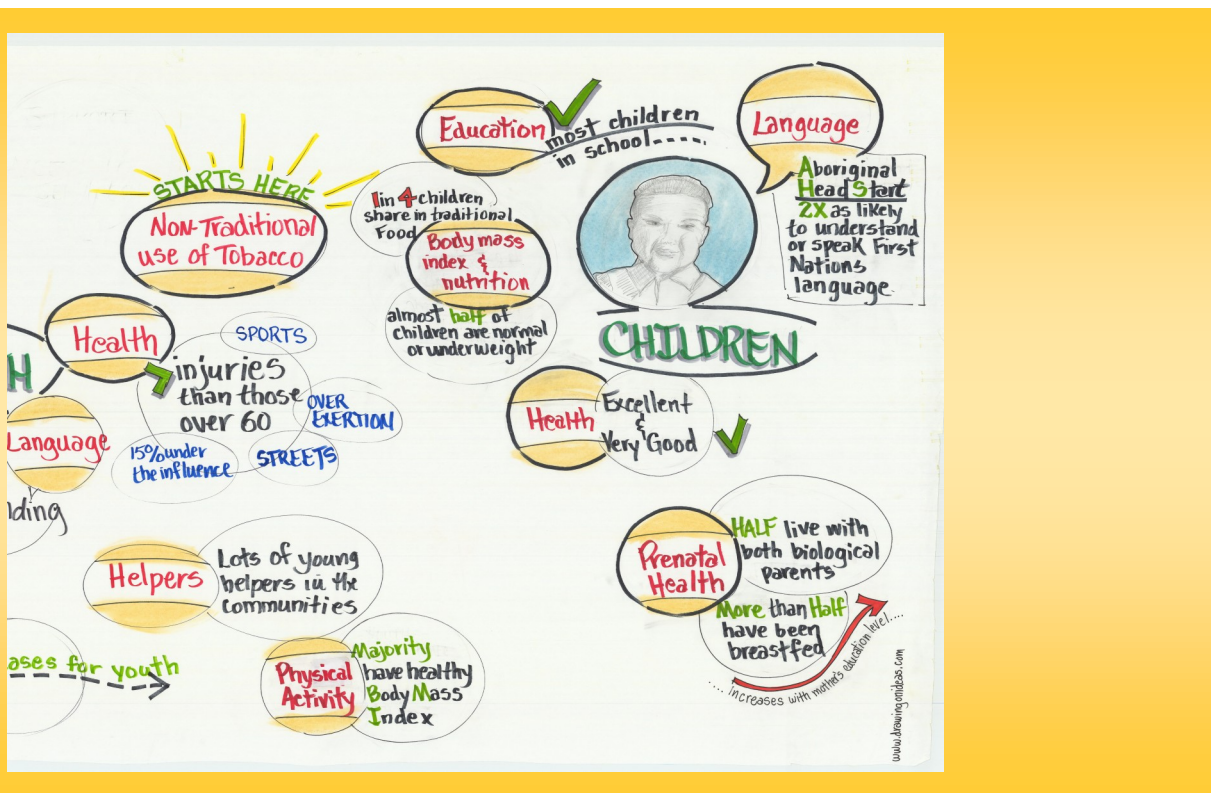 STARTS HERE
Non-Traditional
use of Tobacco
Health
injuries
than those
over 60
SPORTS
OVER
EXERTION
STREETS
15% under
the influence
H
Language
nding
Helpers
Lots of young
helpers in the
communities
ases for youth
Physical
Activity
Majority
have healthy
Body Mass
Index
Education
most children
in school----.
1 in 4 children
share in traditional
Food
Body mass
index &
nutrition
almost half of
children are normal
or underweight
CHILDREN
Language
Aboriginal
Head Start
2X as likely
to understand
or speak First
Nations
language.
Health
Excellent
&
Very Good
Prenatal
Health
HALF live with
both biological
parents
More than Half
have been
breastfed
.... increases with mother's education level....
www.drawingonideas.com